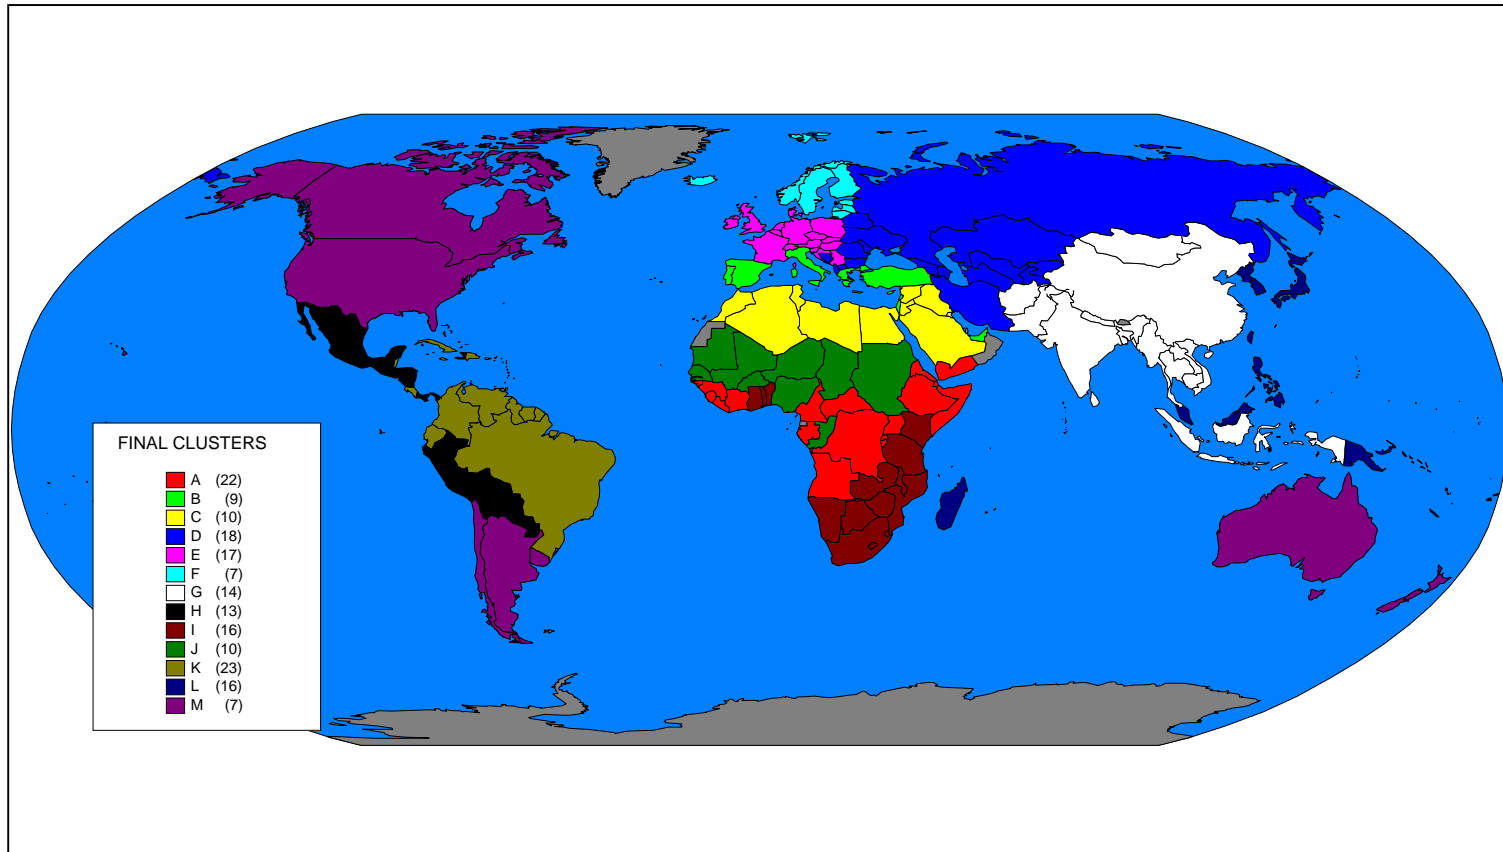 FINAL CLUSTERS
A (22)
B (9)
C (10)
D (18)
E (17)
F (7)
G (14)
H (13)
I (16)
J (10)
K (23)
L (16)
M (7)